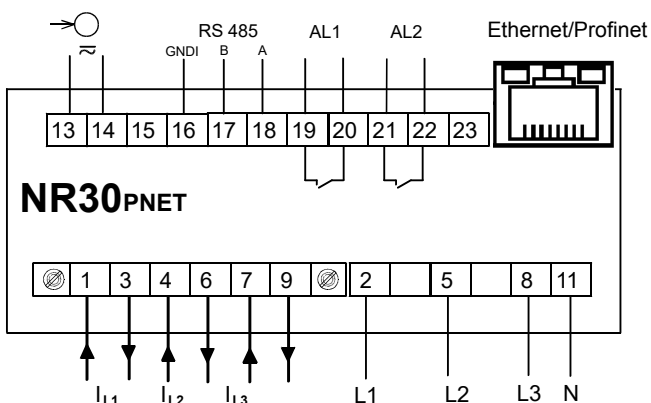 RS 485 AL1 AL2 Ethernet/Profinet
GNDI B A
13 14 15 16 17 18 19 20 21 22 23
NR30PNET
1 3 4 6 7 9 2 5 8 11
IL1 IL2 IL3 L1 L2 L3 N